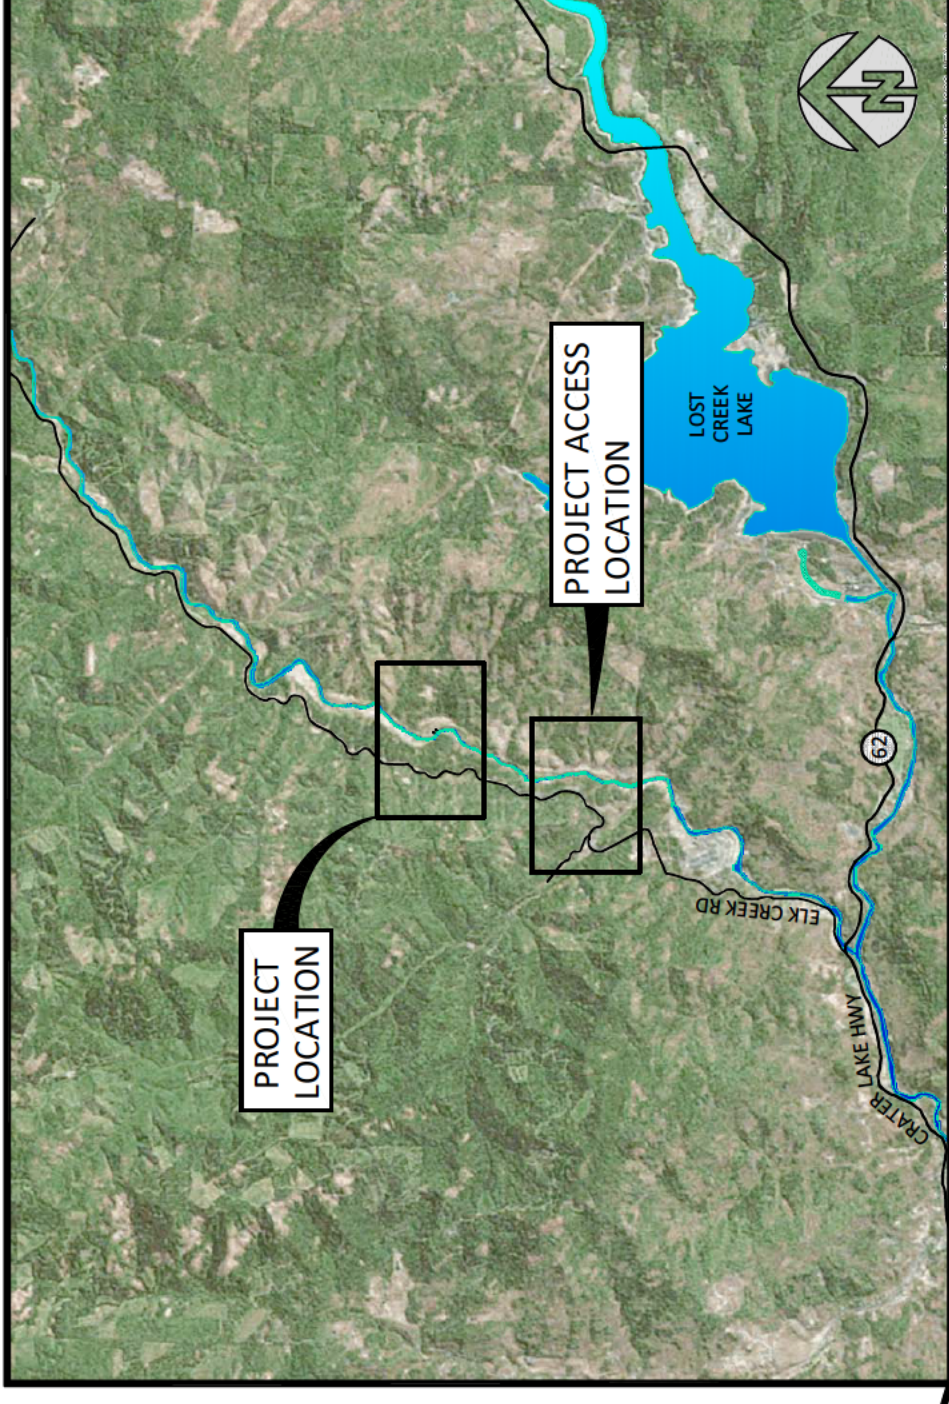 PROJECT
LOCATION
PROJECT ACCESS
LOCATION
LOST
CREEK
LAKE
ELK CREEK RD
62
CRATER
LAKE HWY
N